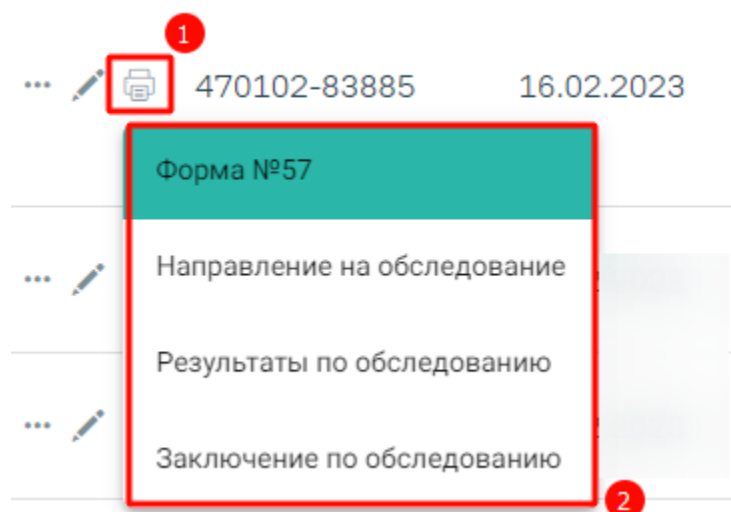 1
470102-83885 16.02.2023
Форма №57
Направление на обследование
Результаты по обследованию
Заключение по обследованию
2